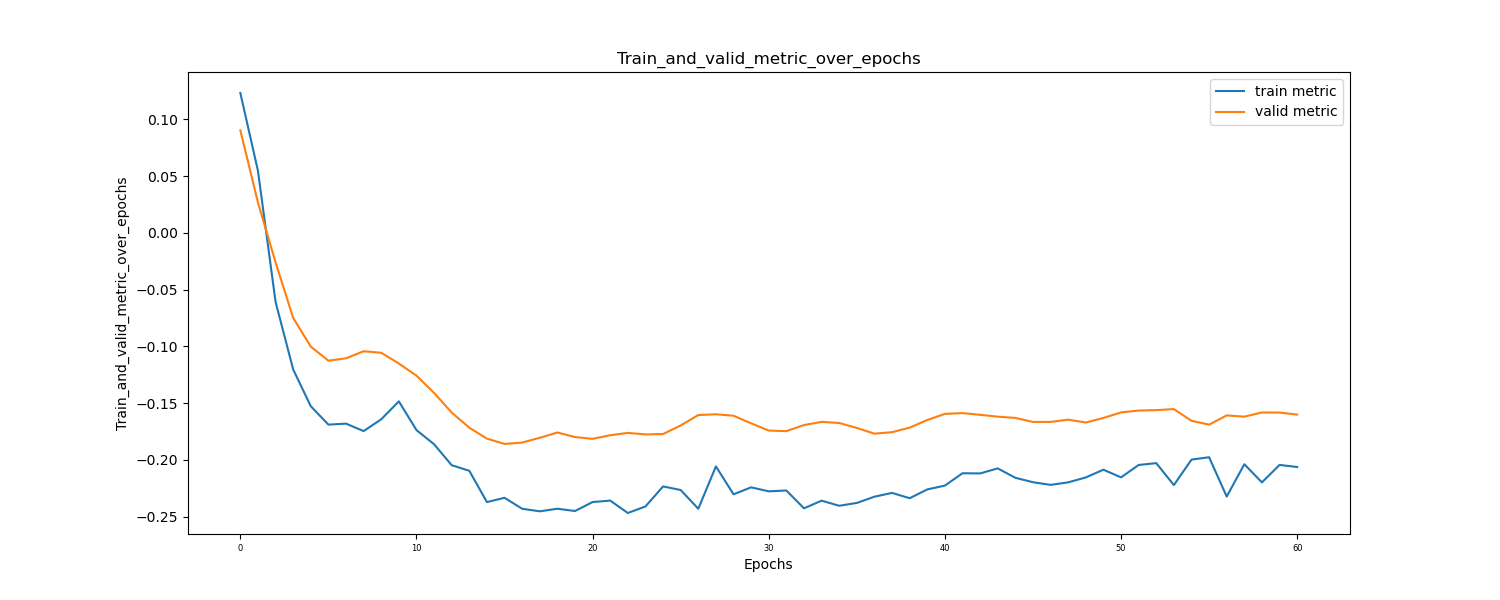 Train_and_valid_metric_over_epochs
train metric
valid metric
Train_and_valid_metric_over_epochs
0.10
0.05
0.00
−0.05
−0.10
−0.15
−0.20
−0.25
0 10 20 30 40 50 60
Epochs